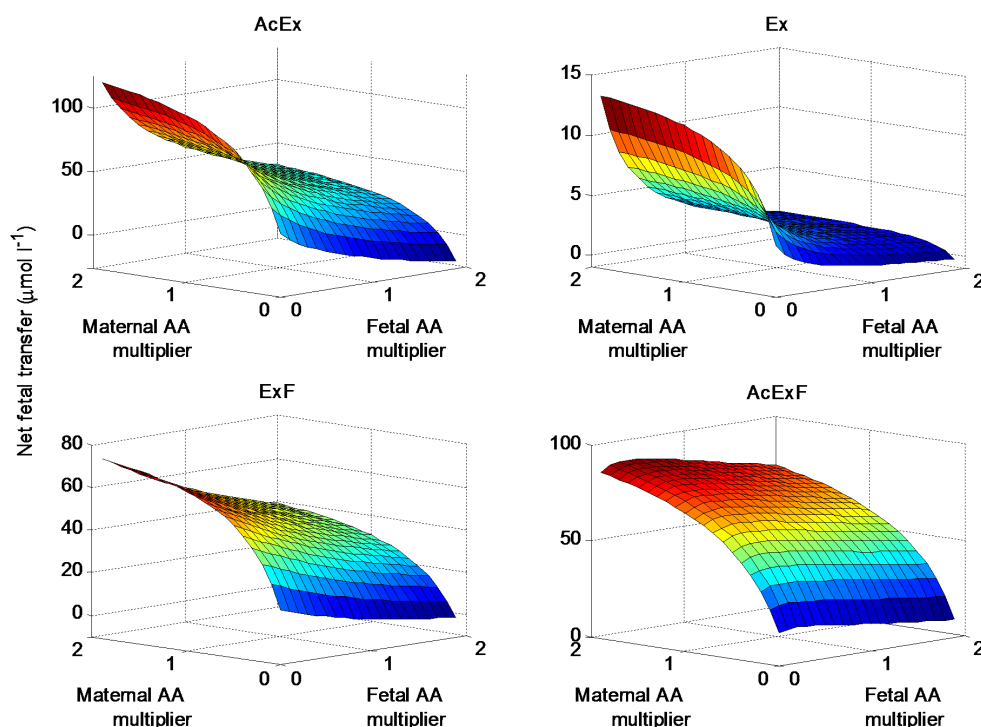 AcEx
Ex
100
50
0
2
1
0
0
1
2
Maternal AA
multiplier
Fetal AA
multiplier
15
10
5
0
2
1
0
0
1
2
Maternal AA
multiplier
Fetal AA
multiplier
Net fetal transfer (μmol l⁻¹)
ExF
AcExF
80
60
40
20
0
2
1
0
0
1
2
Maternal AA
multiplier
Fetal AA
multiplier
100
50
0
2
1
0
0
1
2
Maternal AA
multiplier
Fetal AA
multiplier